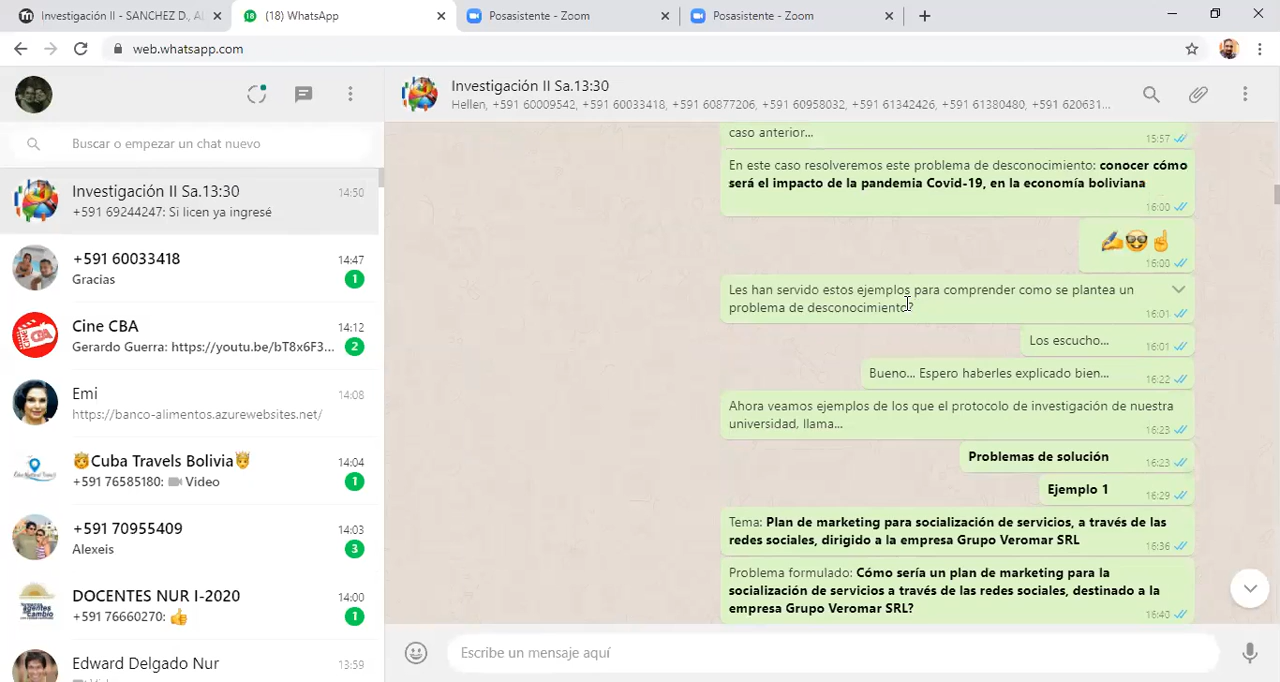 Investigación II - SANCHEZ D., AL
(18) WhatsApp
Posasistente - Zoom
Posasistente - Zoom
web.whatsapp.com
Investigación II Sa.13:30
Hellen, +591 60009542, +591 60033418, +591 60877206, +591 60958032, +591 61342426, +591 61380480, +591 620631...
Buscar o empezar un chat nuevo
Investigación II Sa.13:30
14:50
+591 69244247: Si licen ya ingresé
+591 60033418
14:47
Gracias
1
Cine CBA
14:12
Gerardo Guerra: https://youtu.be/bT8x6F3...
2
Emi
14:08
https://banco-alimentos.azurewebsites.net/
Cuba Travels Bolivia
14:04
+591 76585180: Video
1
+591 70955409
14:03
Alexeis
3
DOCENTES NUR I-2020
14:00
+591 76660270:
1
Edward Delgado Nur
13:59
caso anterior...
15:57
En este caso resolveremos este problema de desconocimiento: conocer cómo
será el impacto de la pandemia Covid-19, en la economía boliviana
16:00
16:00
Les han servido estos ejemplos para comprender como se plantea un
problema de desconocimiento?
16:01
Los escucho...
16:01
Bueno... Espero haberles explicado bien...
16:22
Ahora veamos ejemplos de los que el protocolo de investigación de nuestra
universidad, llama...
16:23
Problemas de solución
16:23
Ejemplo 1
16:29
Tema: Plan de marketing para socialización de servicios, a través de las
redes sociales, dirigido a la empresa Grupo Veromar SRL
16:36
Problema formulado: Cómo sería un plan de marketing para la
socialización de servicios a través de las redes sociales, destinado a la
empresa Grupo Veromar SRL?
16:40
Escribe un mensaje aquí